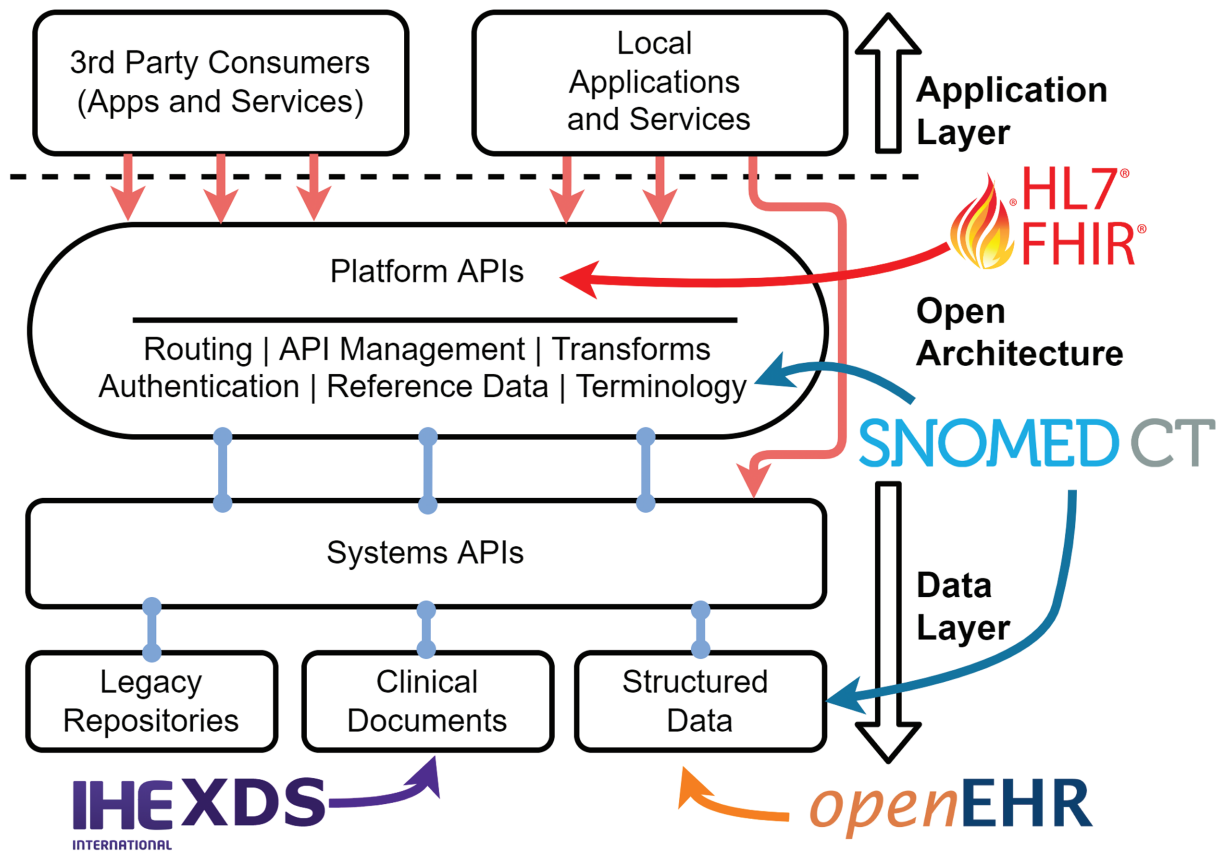 3rd Party Consumers
(Apps and Services)
Local
Applications
and Services
Application
Layer
HL7®
® FHIR®
Platform APIs
Open
Architecture
Routing | API Management | Transforms
Authentication | Reference Data | Terminology
SNOMED CT
Systems APIs
Data
Layer
Legacy
Repositories
Clinical
Documents
Structured
Data
IHE XDS
INTERNATIONAL
openEHR